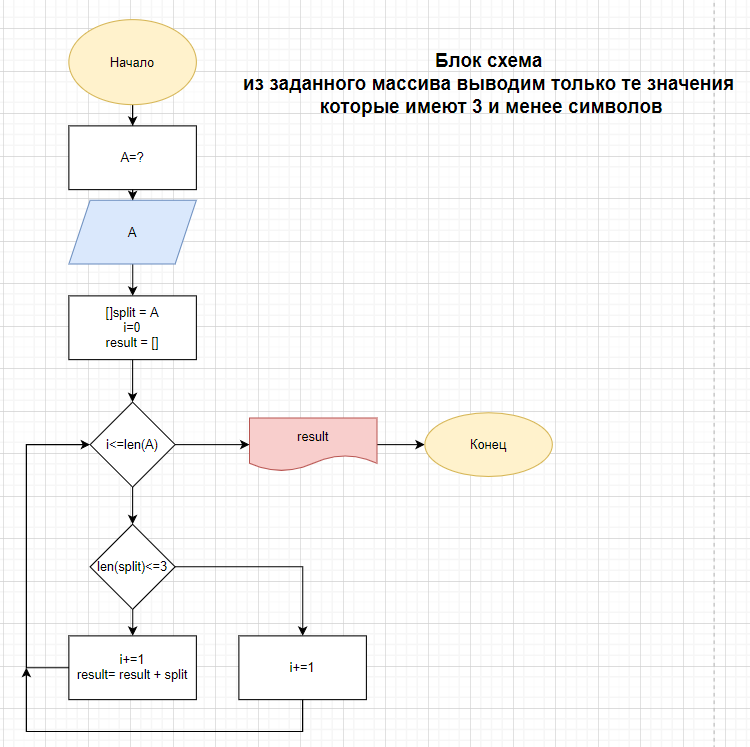 Начало
Блок схема
из заданного массива выводим только те значения
которые имеют 3 и менее символов
A=?
A
[]split = A
i=0
result = []
i<=len(A)
result
Конец
len(split)<=3
i+=1
result= result + split
i+=1